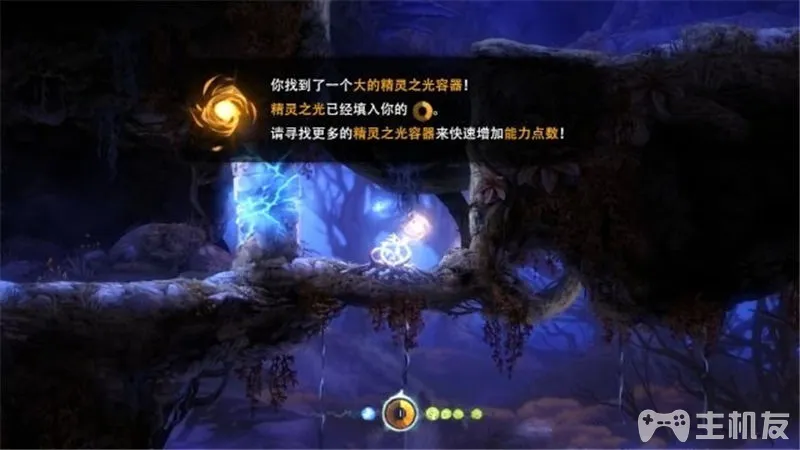 你找到了一个大的精灵之光容器！
精灵之光已经填入你的 。
请寻找更多的精灵之光容器来快速增加能力点数！
主机友